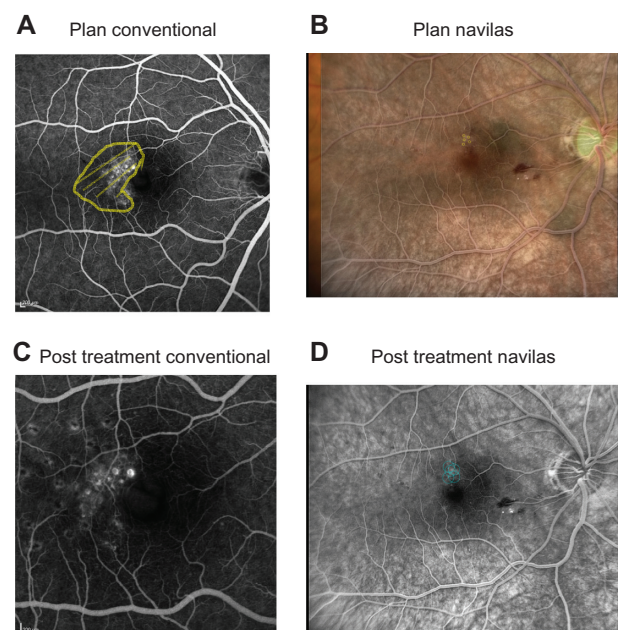 A Plan conventional
B Plan navilas
C Post treatment conventional
D Post treatment navilas